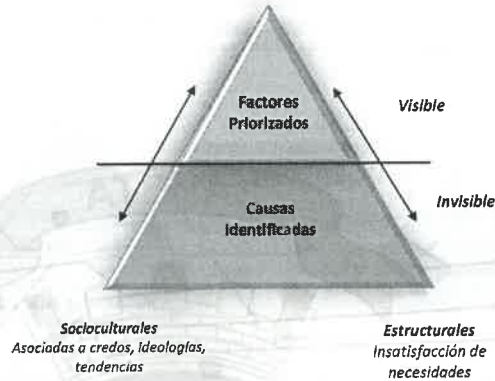 Factores
Priorizados
Visible
Invisible
Causas
Identificadas
Socioculturales
Asociadas a credos, ideologías,
tendencias
Estructurales
Insatisfacción de
necesidades